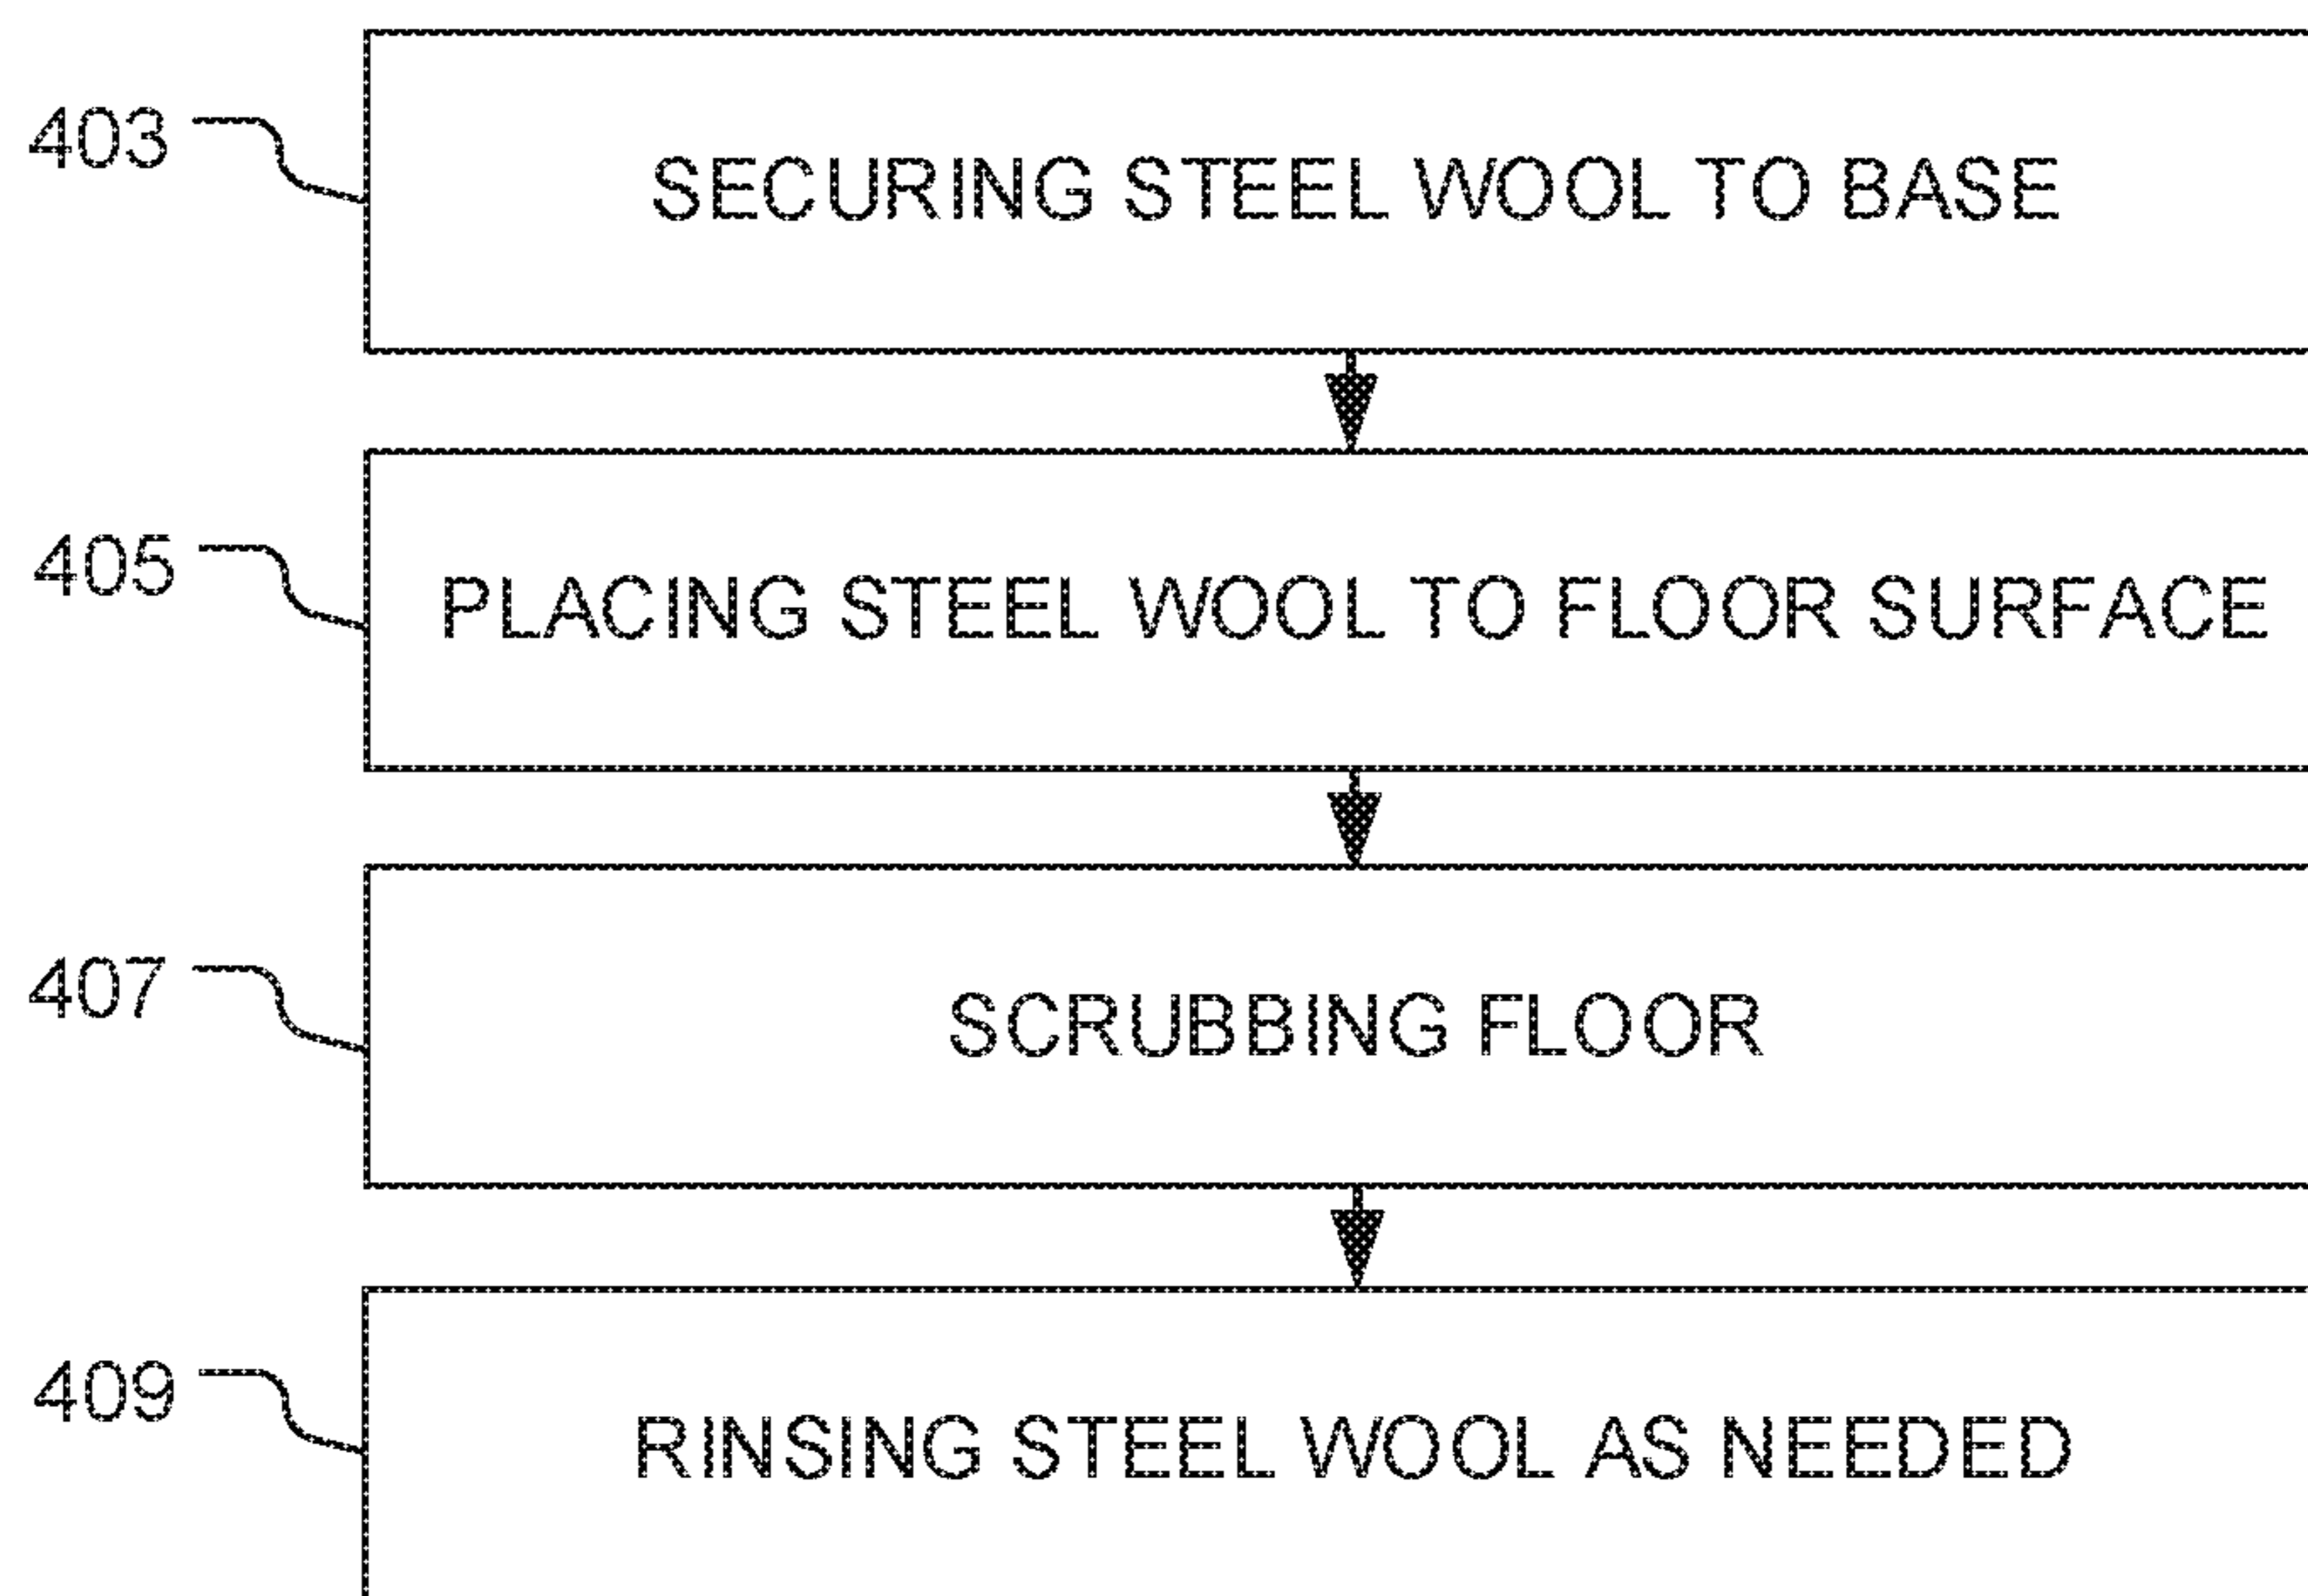 403
SECURING STEEL WOOL TO BASE
405
PLACING STEEL WOOL TO FLOOR SURFACE
407
SCRUBBING FLOOR
409
RINSING STEEL WOOL AS NEEDED